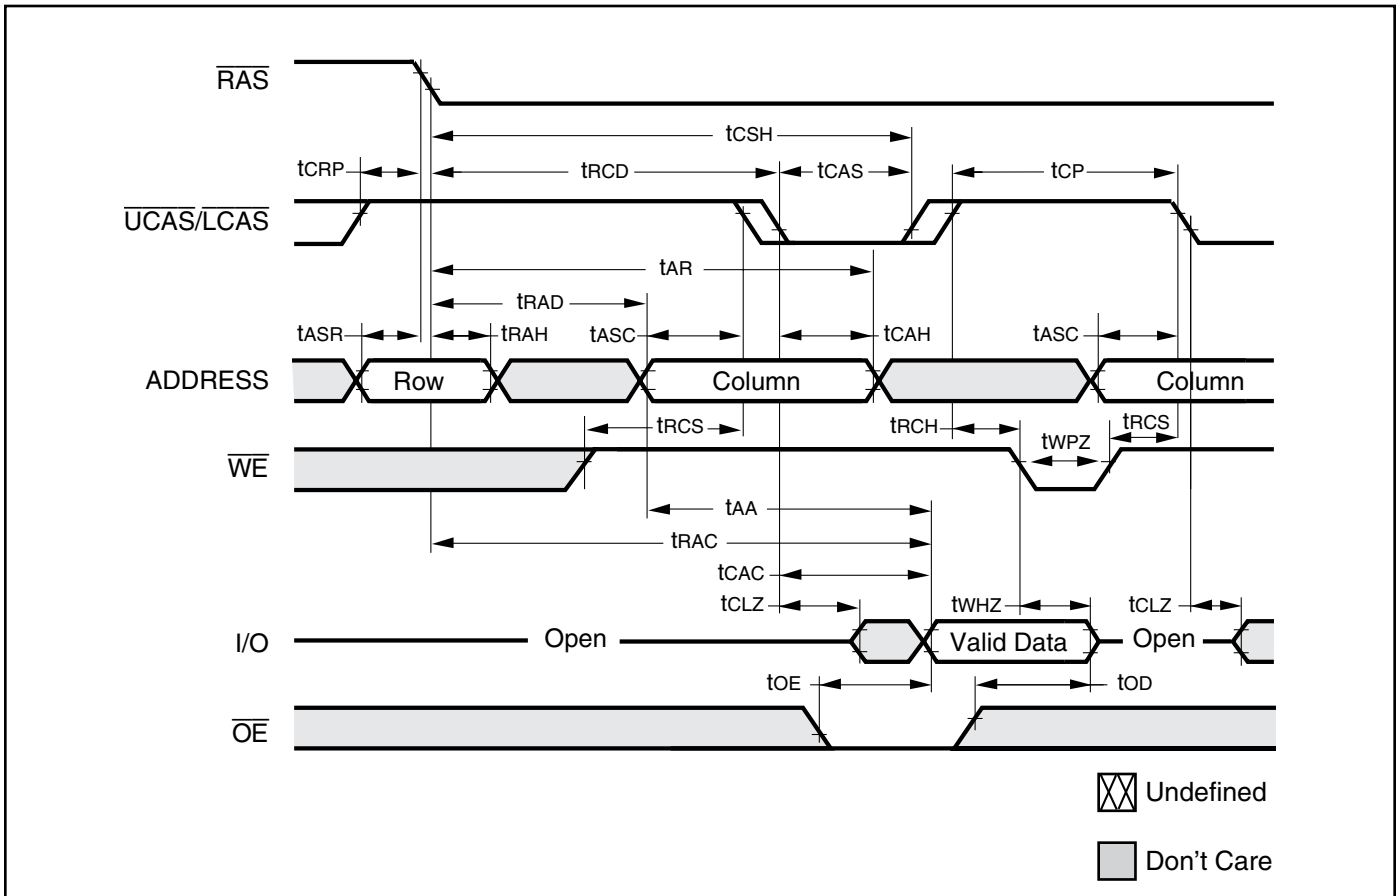 RAS
tCSH
tCRP
tRCD
tCAS
tCP
UCAS/LCAS
tAR
tRAD
tASR
tRAH
tASC
tCAH
tASC
ADDRESS
Row
Column
Column
tRCS
tRCH
tWPZ
tRCS
WE
tAA
tRAC
tCAC
tCLZ
tWHZ
tCLZ
I/O
Open
Valid Data
Open
tOE
tOD
OE
Undefined
Don't Care